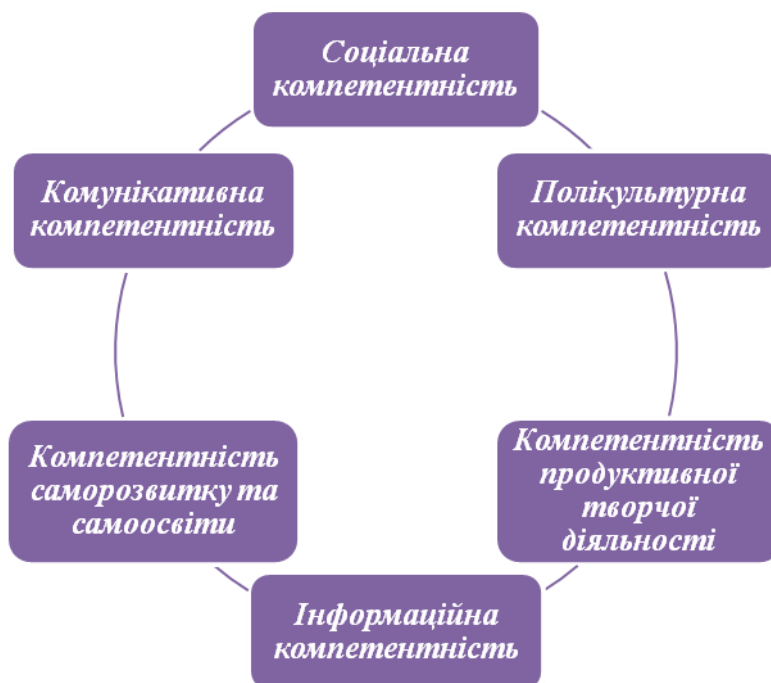 Соціальна
компетентність
Комунікативна
компетентність
Полікультурна
компетентність
Компетентність
саморозвитку та
самоосвіти
Компетентність
продуктивної
творчої
діяльності
Інформаційна
компетентність